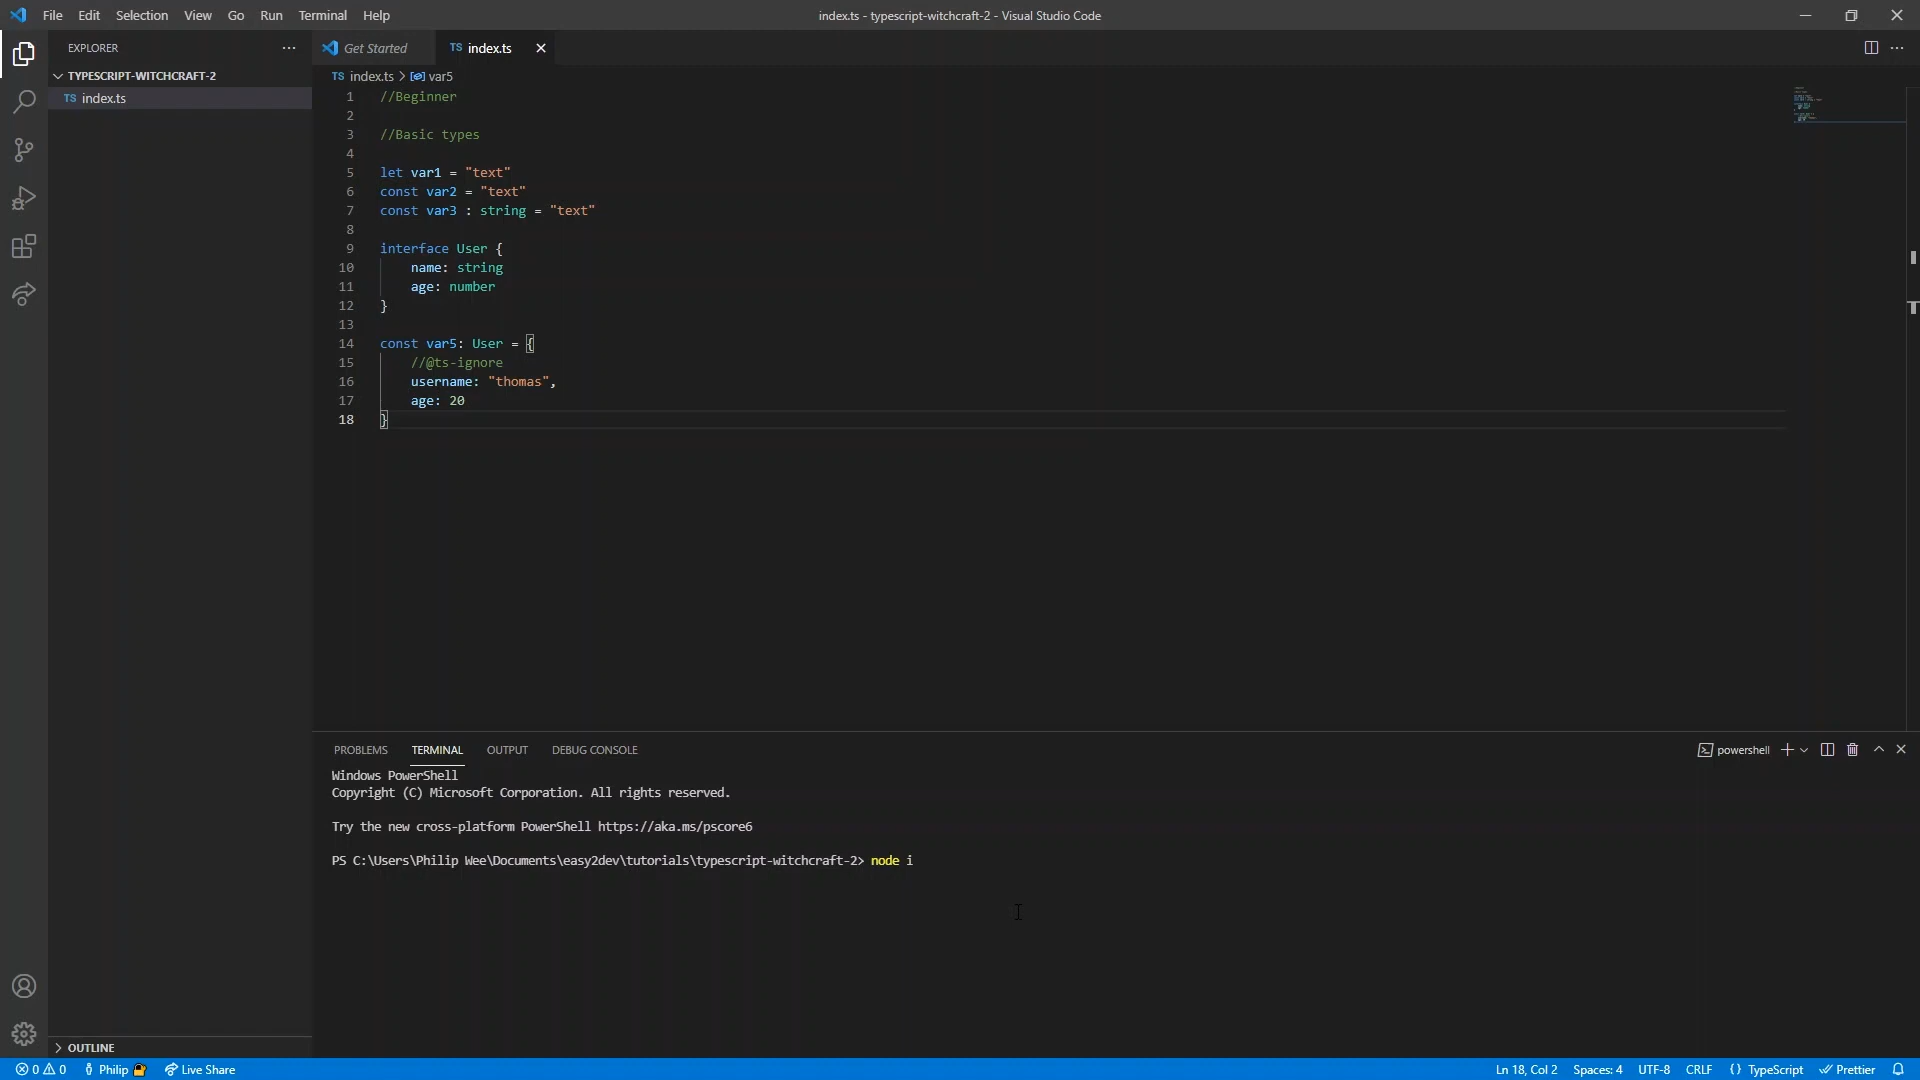 File Edit Selection View Go Run Terminal Help
index.ts - typescript-witchcraft-2 - Visual Studio Code
EXPLORER
TYPESCRIPT-WITCHCRAFT-2
TS index.ts
Get Started
TS index.ts
TS index.ts > var5
1 //Beginner
2
3 //Basic types
4
5 let var1 = "text"
6 const var2 = "text"
7 const var3 : string = "text"
8
9 interface User {
10 name: string
11 age: number
12 }
13
14 const var5: User = {
15 //@ts-ignore
16 username: "thomas",
17 age: 20
18 }
PROBLEMS TERMINAL OUTPUT DEBUG CONSOLE
powershell
Windows PowerShell
Copyright (C) Microsoft Corporation. All rights reserved.
Try the new cross-platform PowerShell https://aka.ms/pscore6
PS C:\Users\Philip Wee\Documents\easy2dev\tutorials\typescript-witchcraft-2> node i
OUTLINE
0 0 Philip Live Share
Ln 18, Col 2 Spaces: 4 UTF-8 CRLF {} TypeScript Prettier